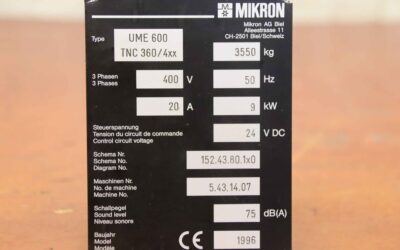 MIKRON
Mikron AG Biel
Alleestrasse 11
CH-2501 Biel/Schweiz
Type UME 600
TNC 360/4xx 3550 kg
3 Phasen
3 Phases 400 V 50 Hz
20 A 9 kW
Steuerspannung
Tension du circuit de commande
Control circuit voltage 24 V DC
Schema Nr.
Schema No.
Diagram No. 152.43.80.1x0
Maschinen Nr.
No. de machine
Machine No. 5.43.14.07
Schallpegel
Sound level
Niveau sonore 75 dB(A)
Baujahr
Model
Modèle CE 1996